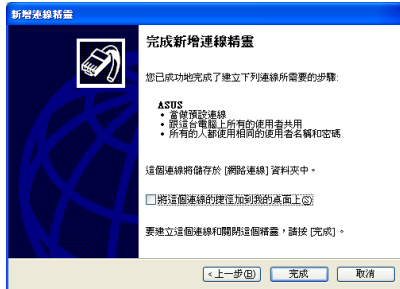 新增連線精靈
完成新增連線精靈
您已成功地完成了建立下列連線所需要的步驟:
ASUS
• 當做預設連線
• 跟這台電腦上所有的使用者共用
• 所有的人都使用相同的使用者名稱和密碼
這個連線將儲存於 [網路連線] 資料夾中。
將這個連線的捷徑加到我的桌面上(S)
要建立這個連線和關閉這個精靈，請按 [完成]。
<上一步(B) 完成 取消